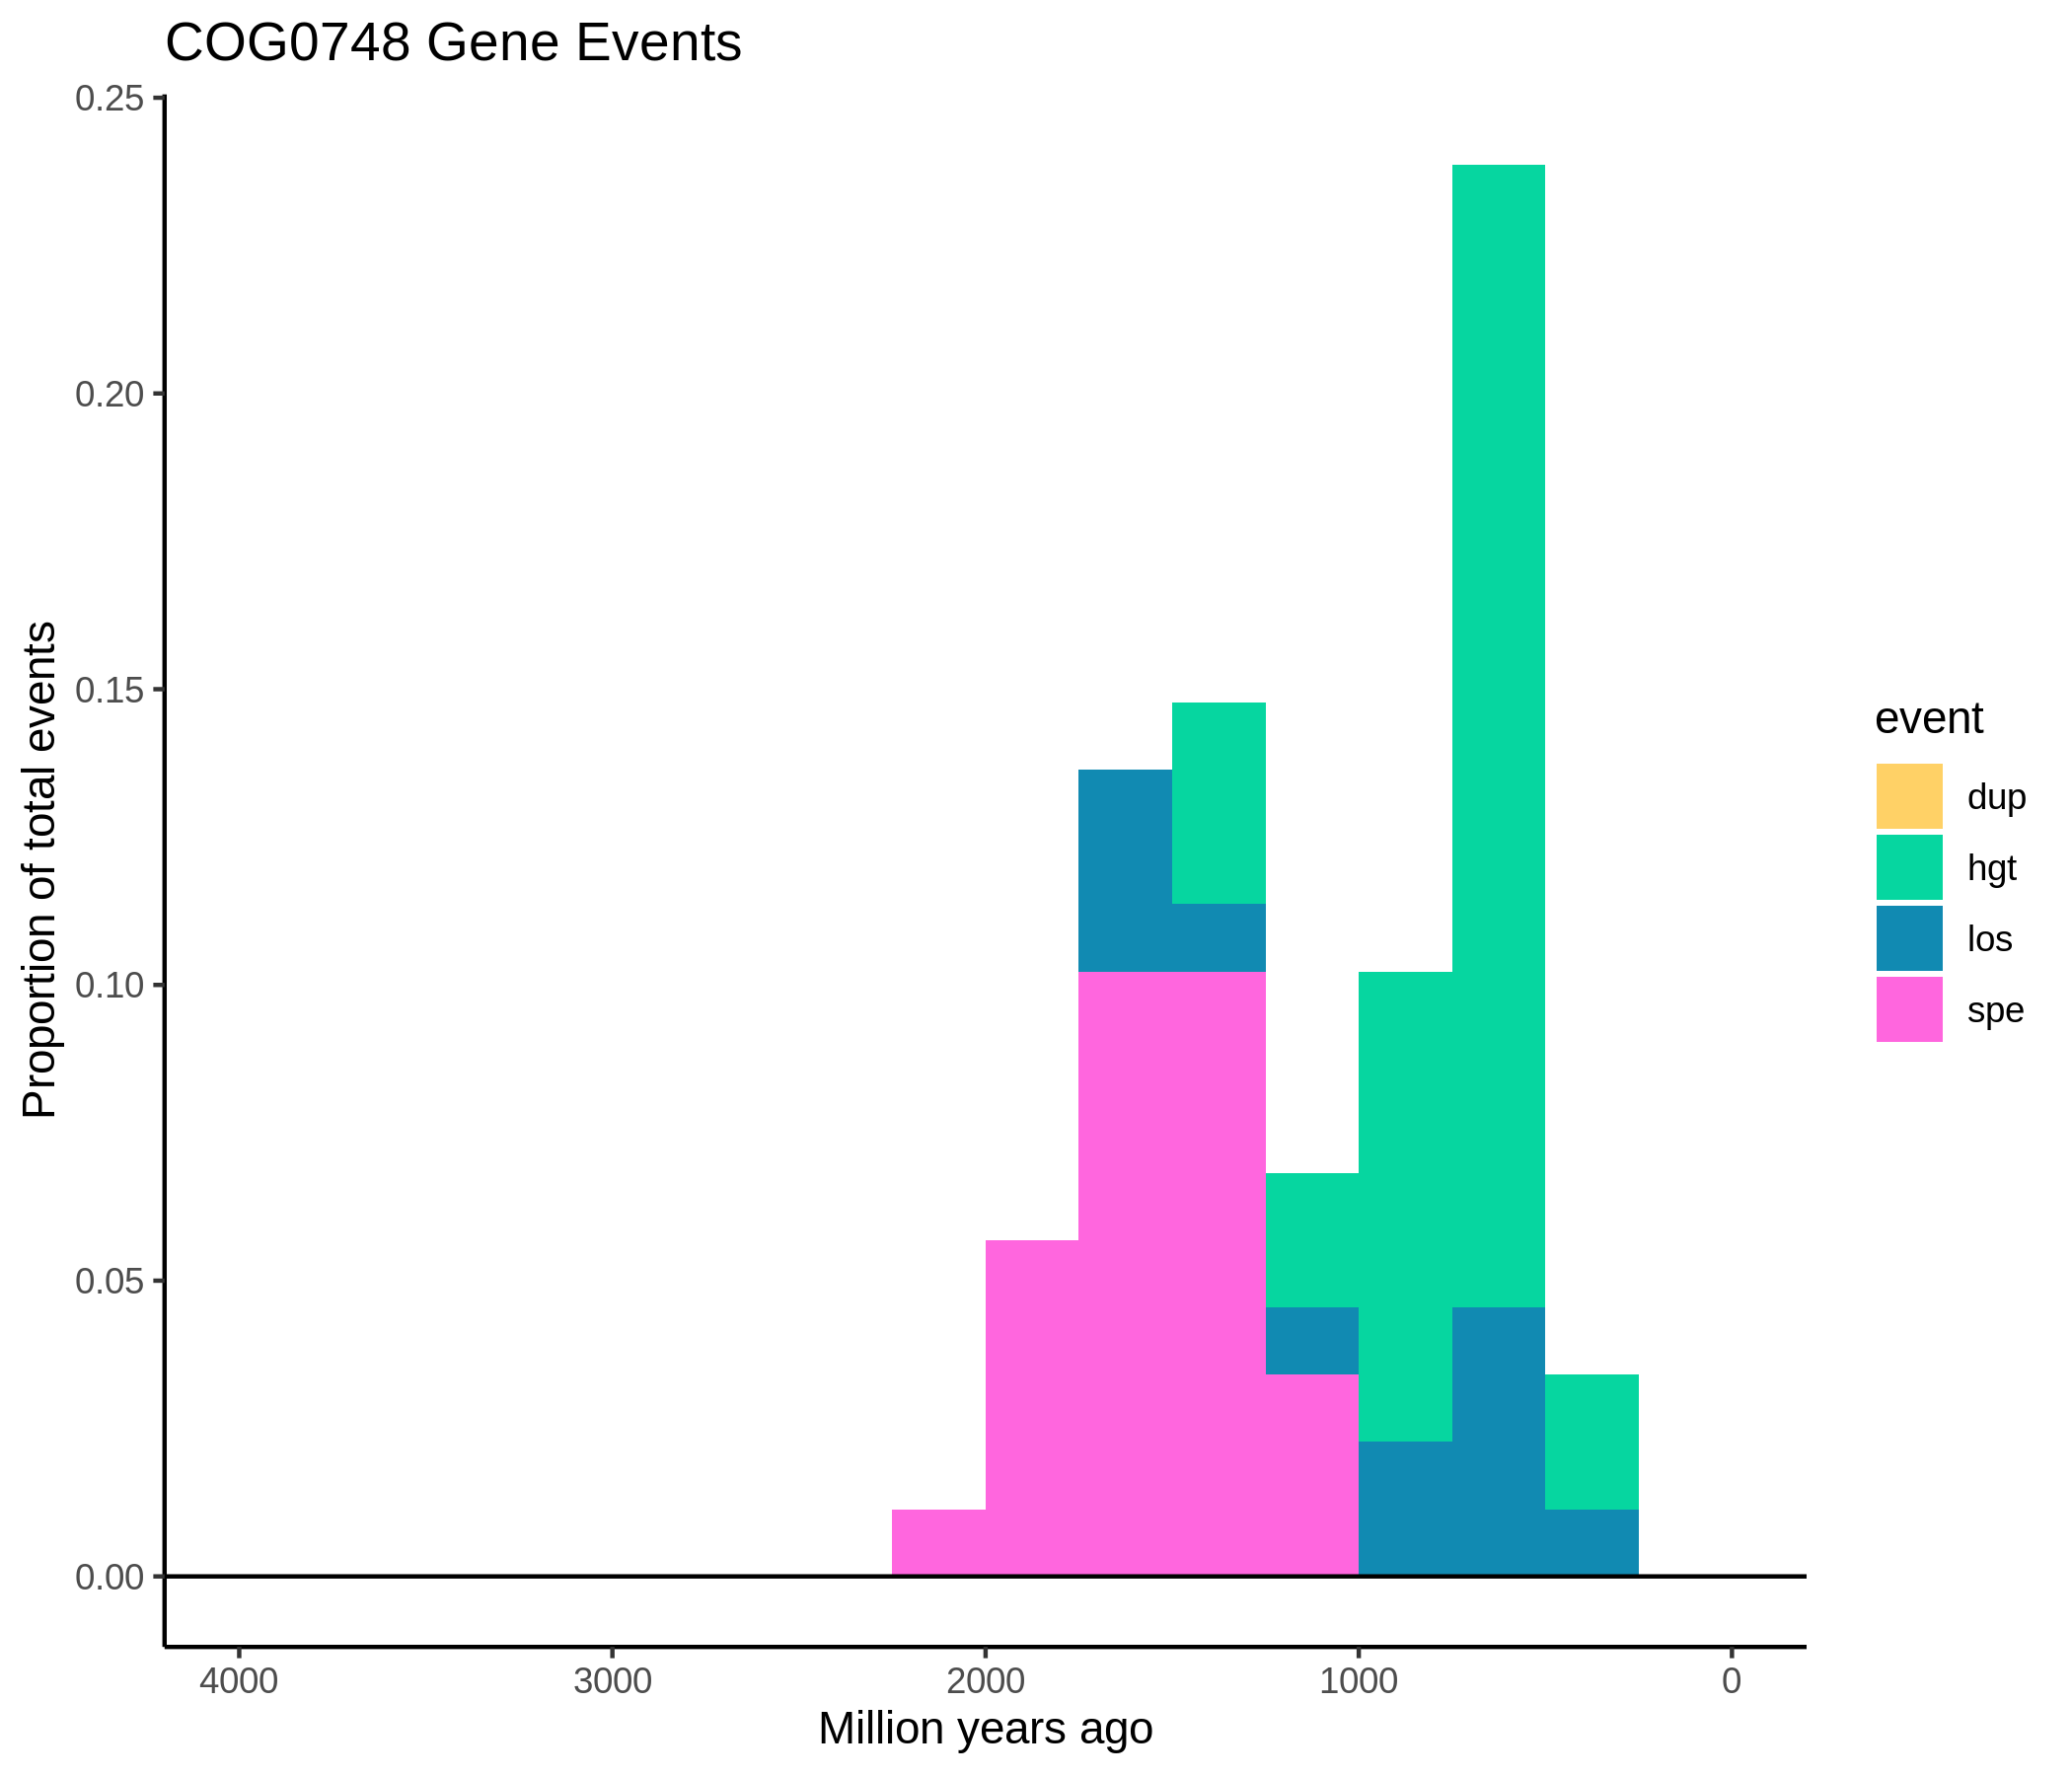 COG0748 Gene Events
0.25
0.20
0.15
0.10
0.05
0.00
Proportion of total events
4000 3000 2000 1000 0
Million years ago
event
dup
hgt
los
spe